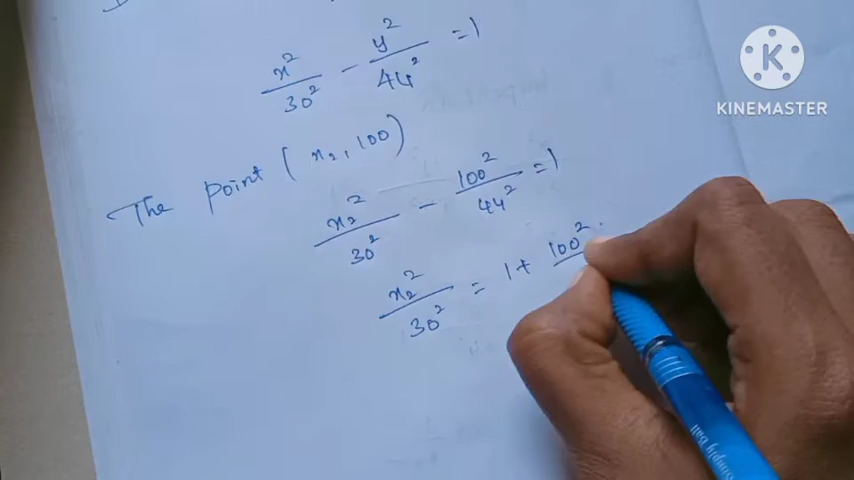 x²/30² - y²/44² = 1
The point (x₂, 100)
x₂²/30² - 100²/44² = 1
x₂²/30² = 1 + 100²
KINEMASTER